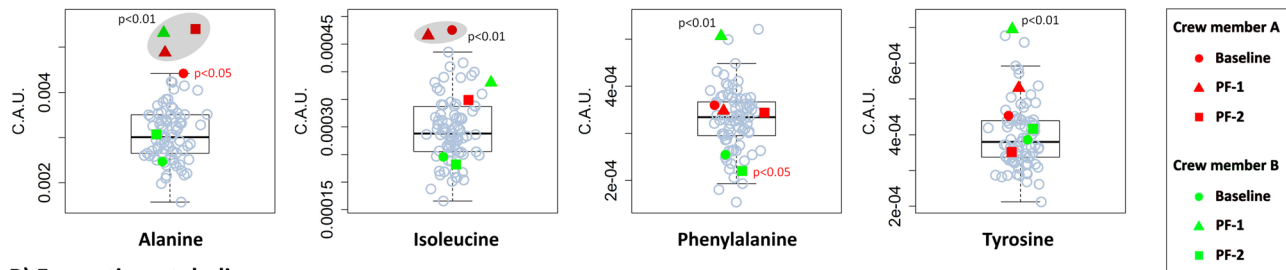 p<0.01
p<0.05
C.A.U.
0.004
0.002
Alanine
p<0.01
C.A.U.
0.00045
0.00030
0.00015
Isoleucine
p<0.01
p<0.05
C.A.U.
4e-04
2e-04
Phenylalanine
p<0.01
C.A.U.
6e-04
4e-04
2e-04
Tyrosine
Crew member A
Baseline
PF-1
PF-2
Crew member B
Baseline
PF-1
PF-2